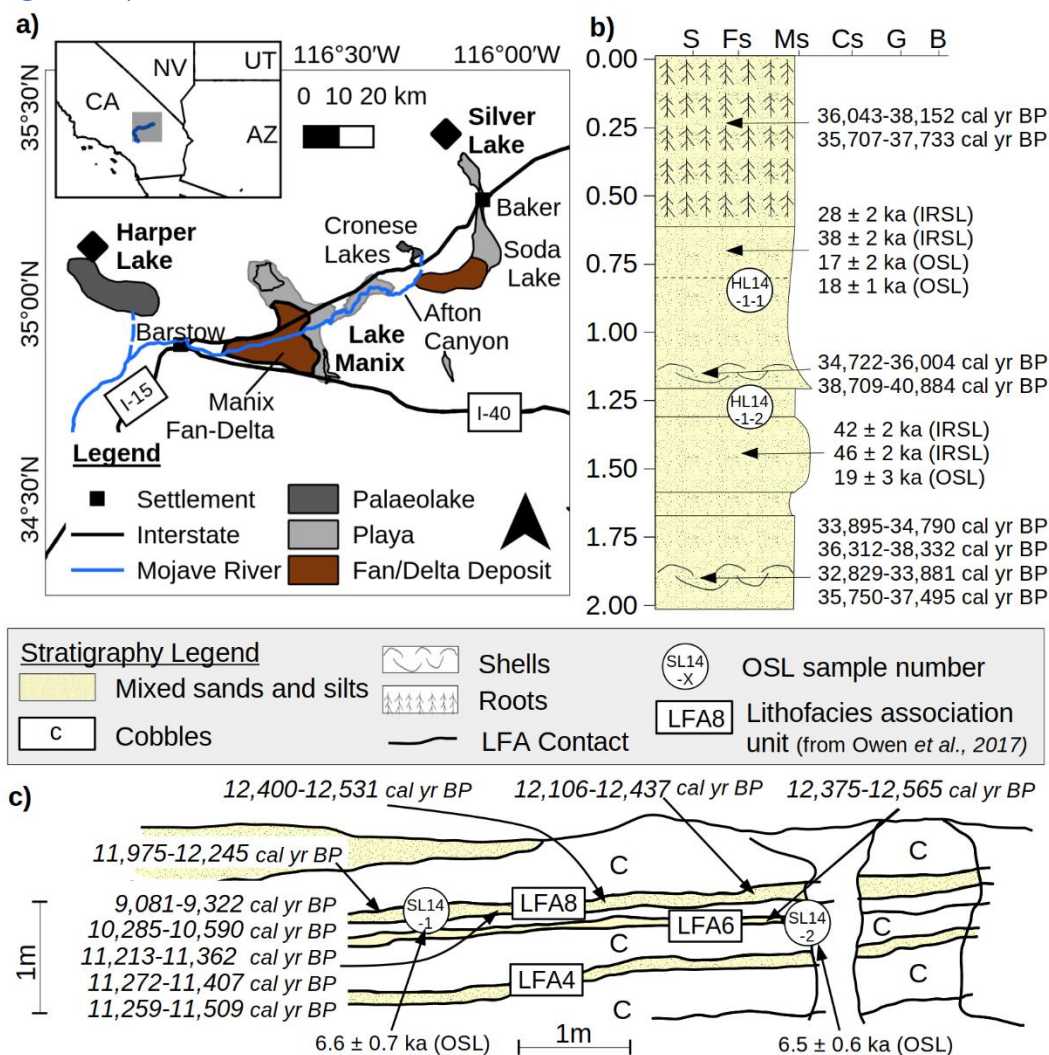 a)
NV
UT
CA
AZ
116°30′W
116°00′W
35°30′N
35°00′N
34°30′N
0 10 20 km
Silver
Lake
Baker
Cronese
Lakes
Soda
Lake
Harper
Lake
Afton
Canyon
Barstow
Lake
Manix
I-15
Manix
Fan-Delta
I-40
Legend
Settlement
Interstate
Mojave River
Palaeolake
Playa
Fan/Delta Deposit
b)
S Fs Ms Cs G B
0.00
0.25
0.50
0.75
1.00
1.25
1.50
1.75
2.00
36,043-38,152 cal yr BP
35,707-37,733 cal yr BP
28 ± 2 ka (IRSL)
38 ± 2 ka (IRSL)
17 ± 2 ka (OSL)
18 ± 1 ka (OSL)
HL14
-1-1
34,722-36,004 cal yr BP
38,709-40,884 cal yr BP
HL14
-1-2
42 ± 2 ka (IRSL)
46 ± 2 ka (IRSL)
19 ± 3 ka (OSL)
33,895-34,790 cal yr BP
36,312-38,332 cal yr BP
32,829-33,881 cal yr BP
35,750-37,495 cal yr BP
Stratigraphy Legend
Mixed sands and silts
C Cobbles
Shells
Roots
LFA Contact
SL14
-X
OSL sample number
LFA8
Lithofacies association
unit (from Owen et al., 2017)
c)
12,400-12,531 cal yr BP
12,106-12,437 cal yr BP
12,375-12,565 cal yr BP
11,975-12,245 cal yr BP
9,081-9,322 cal yr BP
10,285-10,590 cal yr BP
11,213-11,362 cal yr BP
11,272-11,407 cal yr BP
11,259-11,509 cal yr BP
1m
SL14
-1
LFA8
LFA6
SL14
-2
LFA4
C
C
C
C
C
C
C
6.6 ± 0.7 ka (OSL)
1m
6.5 ± 0.6 ka (OSL)